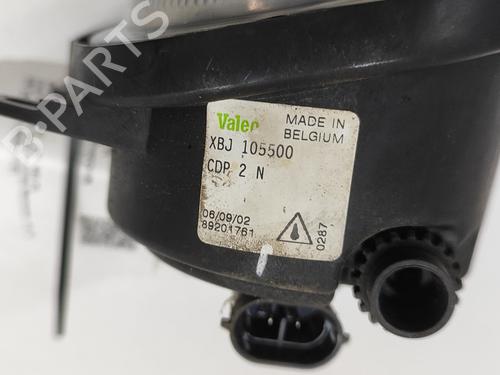 B-PARTS
Valeo
MADE IN
BELGIUM
XBJ 105500
CDP 2 N
06/09/02
89201761
0287